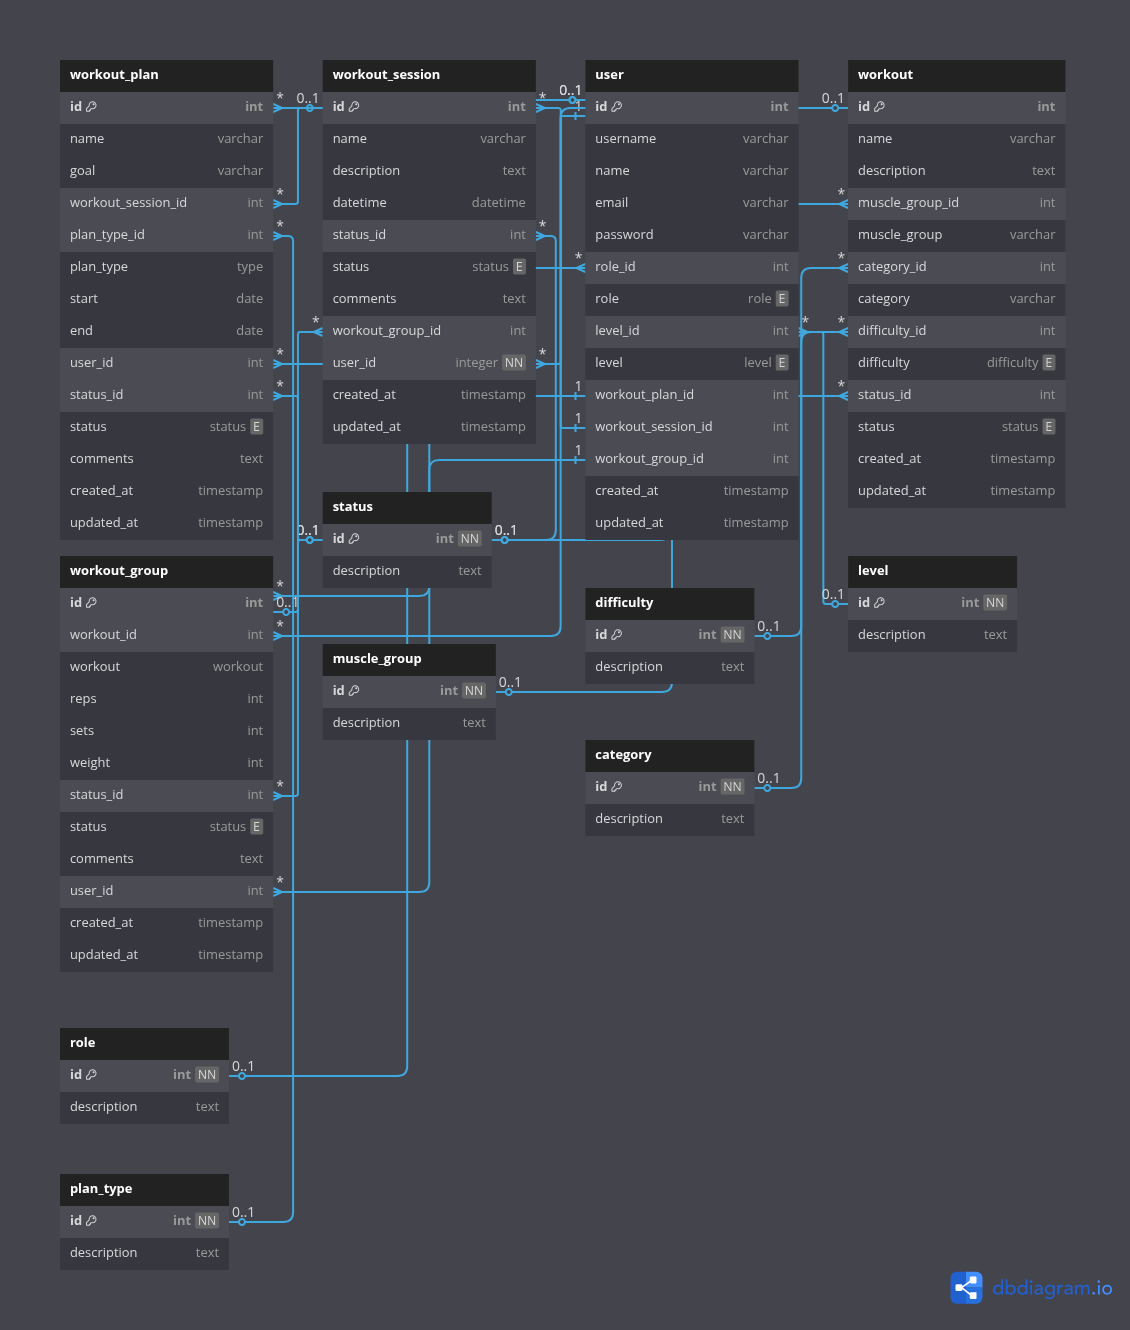 workout_plan
id int
name varchar
goal varchar
workout_session_id int
plan_type_id int
plan_type type
start date
end date
user_id int
status_id int
status status E
comments text
created_at timestamp
updated_at timestamp
* 0..1
*
*
*
*
workout_session
id int
name varchar
description text
datetime datetime
status_id int
status status E
comments text
workout_group_id int
user_id integer NN
created_at timestamp
updated_at timestamp
* 0..1
1
*
*
*
user
id int
username varchar
name varchar
email varchar
password varchar
role_id int
role role E
level_id int
level level E
workout_plan_id int
workout_session_id int
workout_group_id int
created_at timestamp
updated_at timestamp
*
*
1
1
1
workout
id int
name varchar
description text
muscle_group_id int
muscle_group varchar
category_id int
category varchar
difficulty_id int
difficulty difficulty E
status_id int
status status E
created_at timestamp
updated_at timestamp
0..1
*
*
*
*
status
id int NN
description text
0..1 0..1
workout_group
id int
workout_id int
workout workout
reps int
sets int
weight int
status_id int
status status E
comments text
user_id int
created_at timestamp
updated_at timestamp
*
0..1
*
*
*
difficulty
id int NN
description text
0..1
level
id int NN
description text
0..1
muscle_group
id int NN
description text
0..1
category
id int NN
description text
0..1
role
id int NN
description text
0..1
plan_type
id int NN
description text
0..1
dbdiagram.io